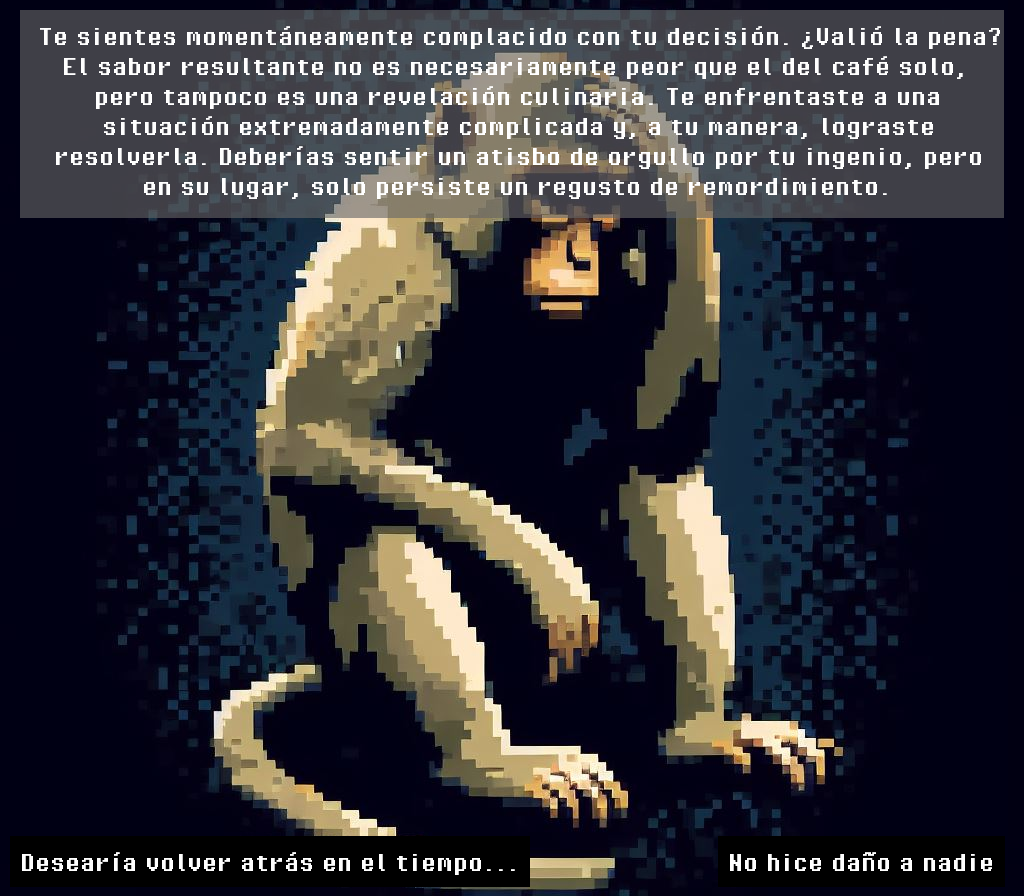 Te sientes momentáneamente complacido con tu decisión. ¿Valió la pena?
El sabor resultante no es necesariamente peor que el del café solo,
pero tampoco es una revelación culinaria. Te enfrentaste a una
situación extremadamente complicada y, a tu manera, lograste
resolverla. Deberías sentir un atisbo de orgullo por tu ingenio, pero
en su lugar, solo persiste un regusto de remordimiento.
Desearía volver atrás en el tiempo...
No hice daño a nadie